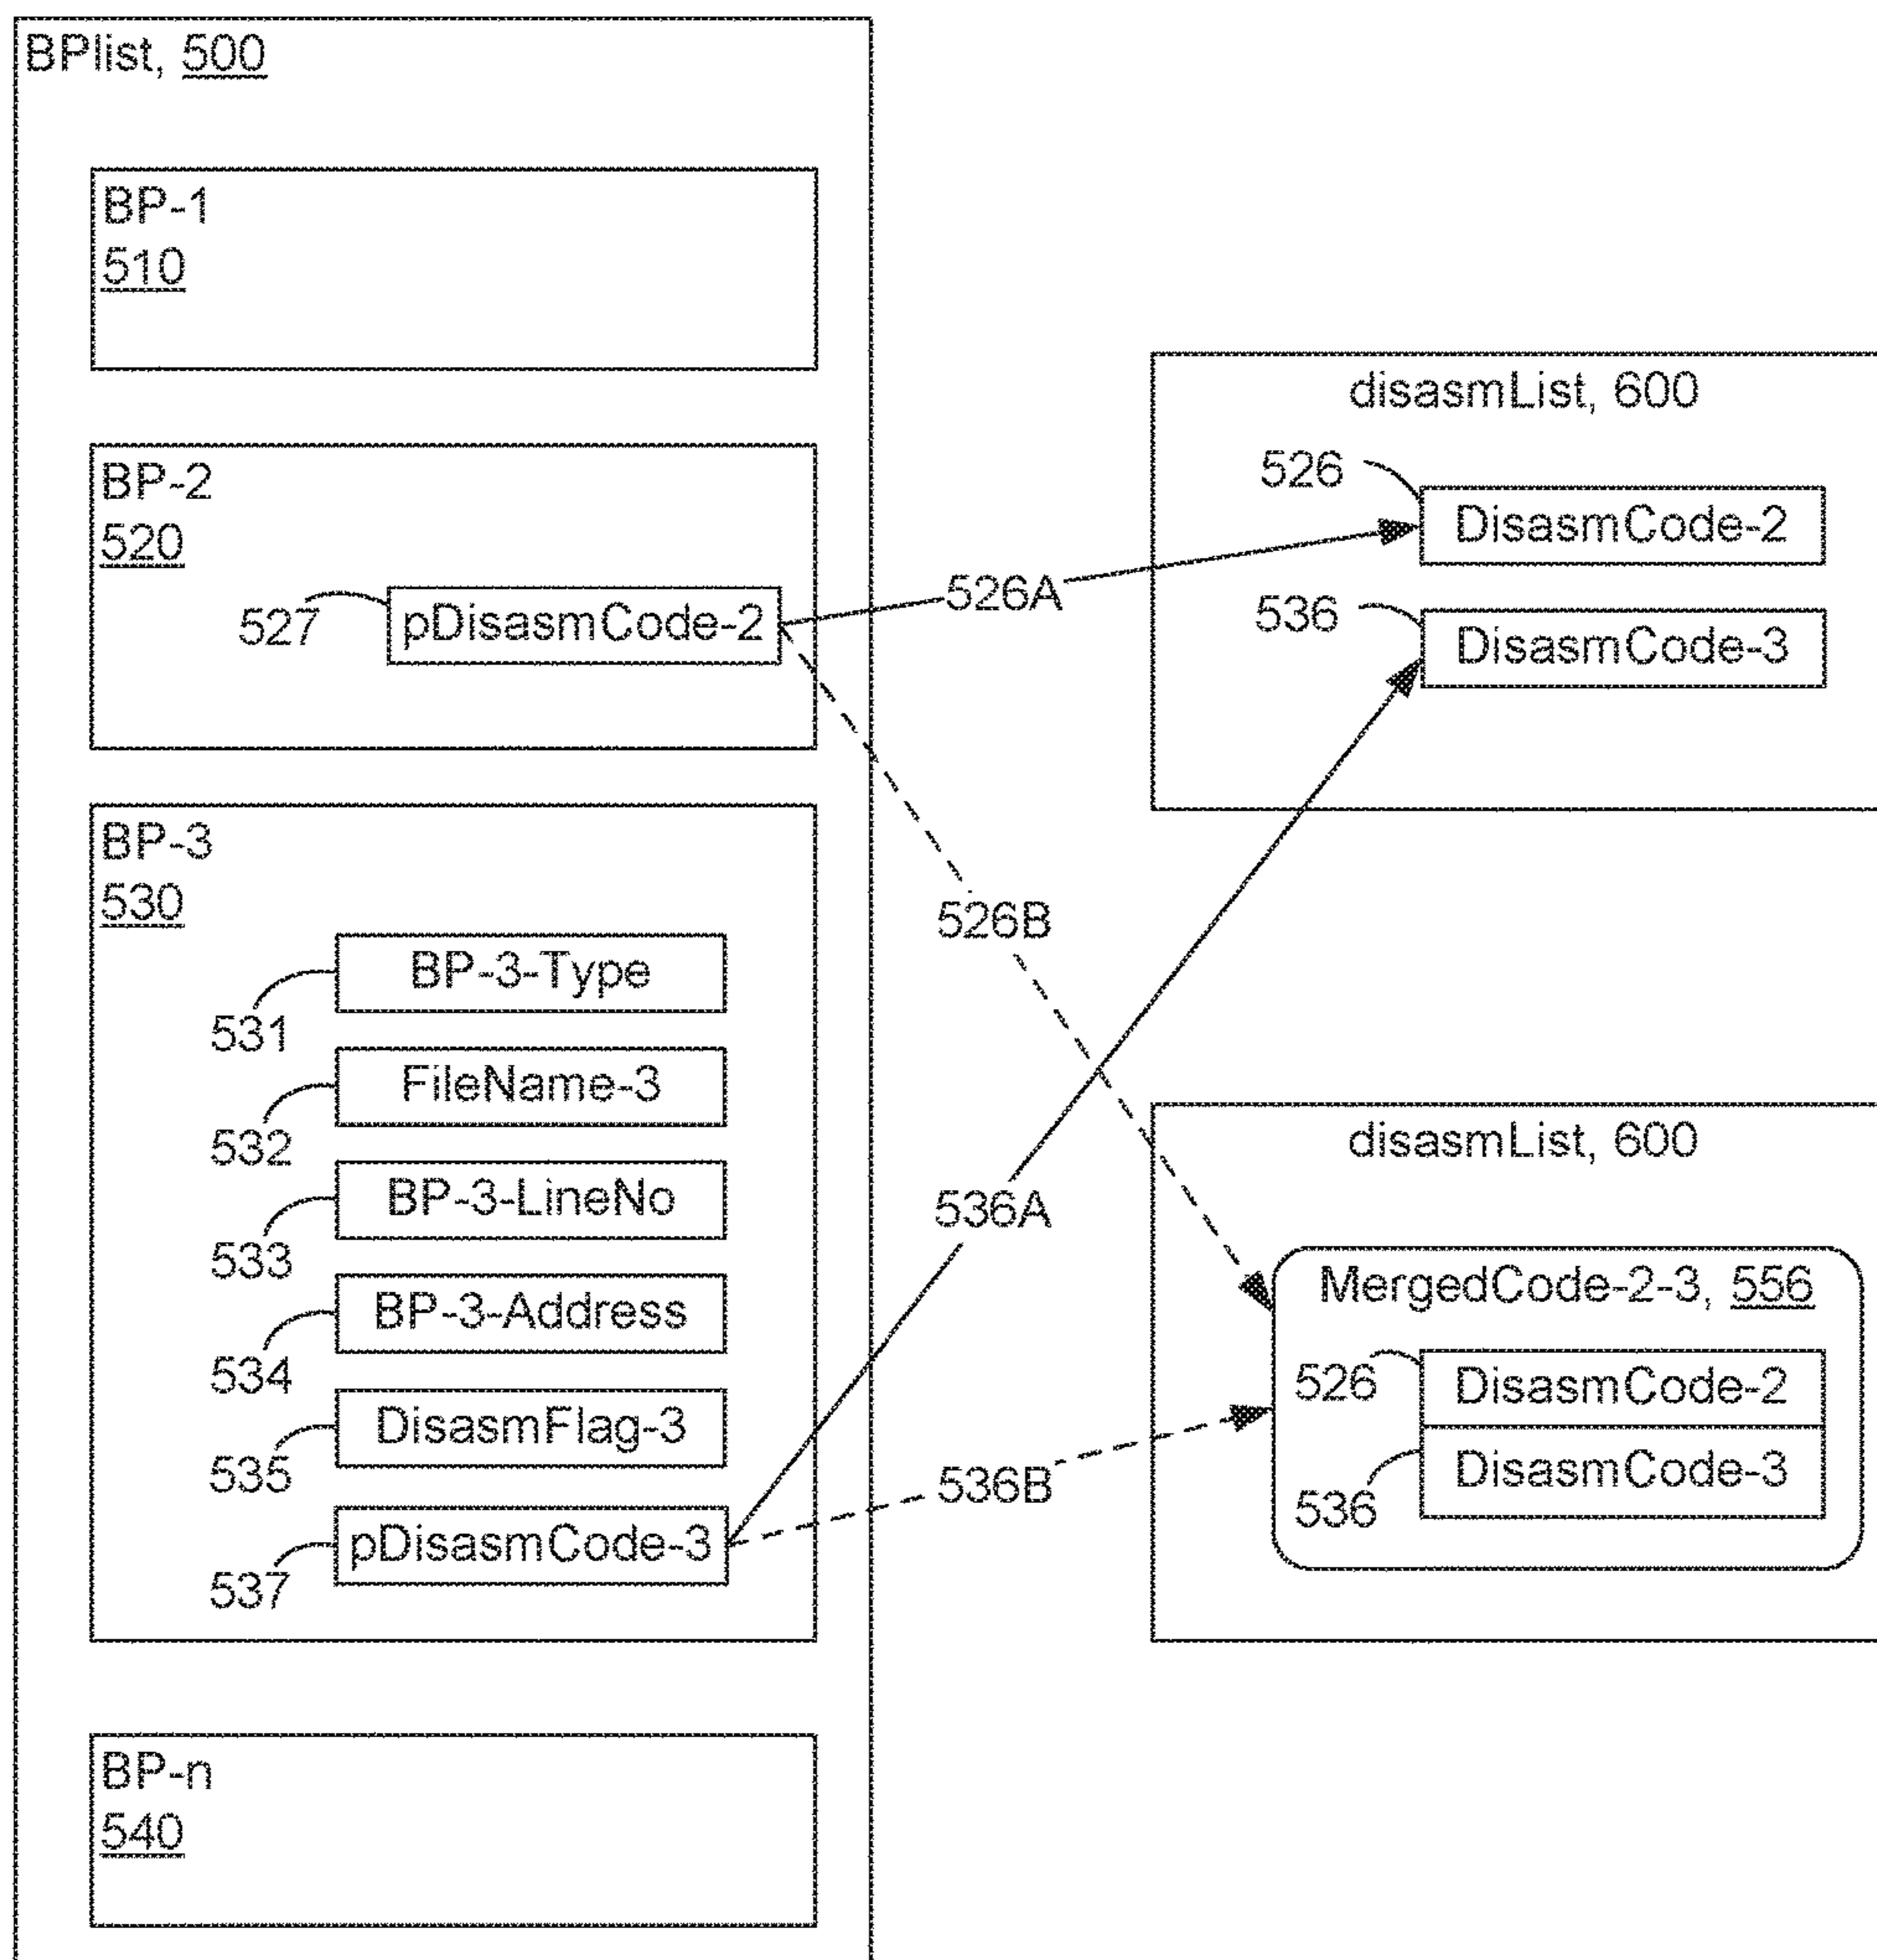 BPlist, 500
BP-1
510
BP-2
520
527
pDisasmCode-2
BP-3
530
BP-3-Type
531
FileName-3
532
BP-3-LineNo
533
BP-3-Address
534
DisasmFlag-3
535
pDisasmCode-3
537
BP-n
540
526A
526B
536A
536B
disasmList, 600
526
DisasmCode-2
536
DisasmCode-3
disasmList, 600
MergedCode-2-3, 556
526
DisasmCode-2
DisasmCode-3
536